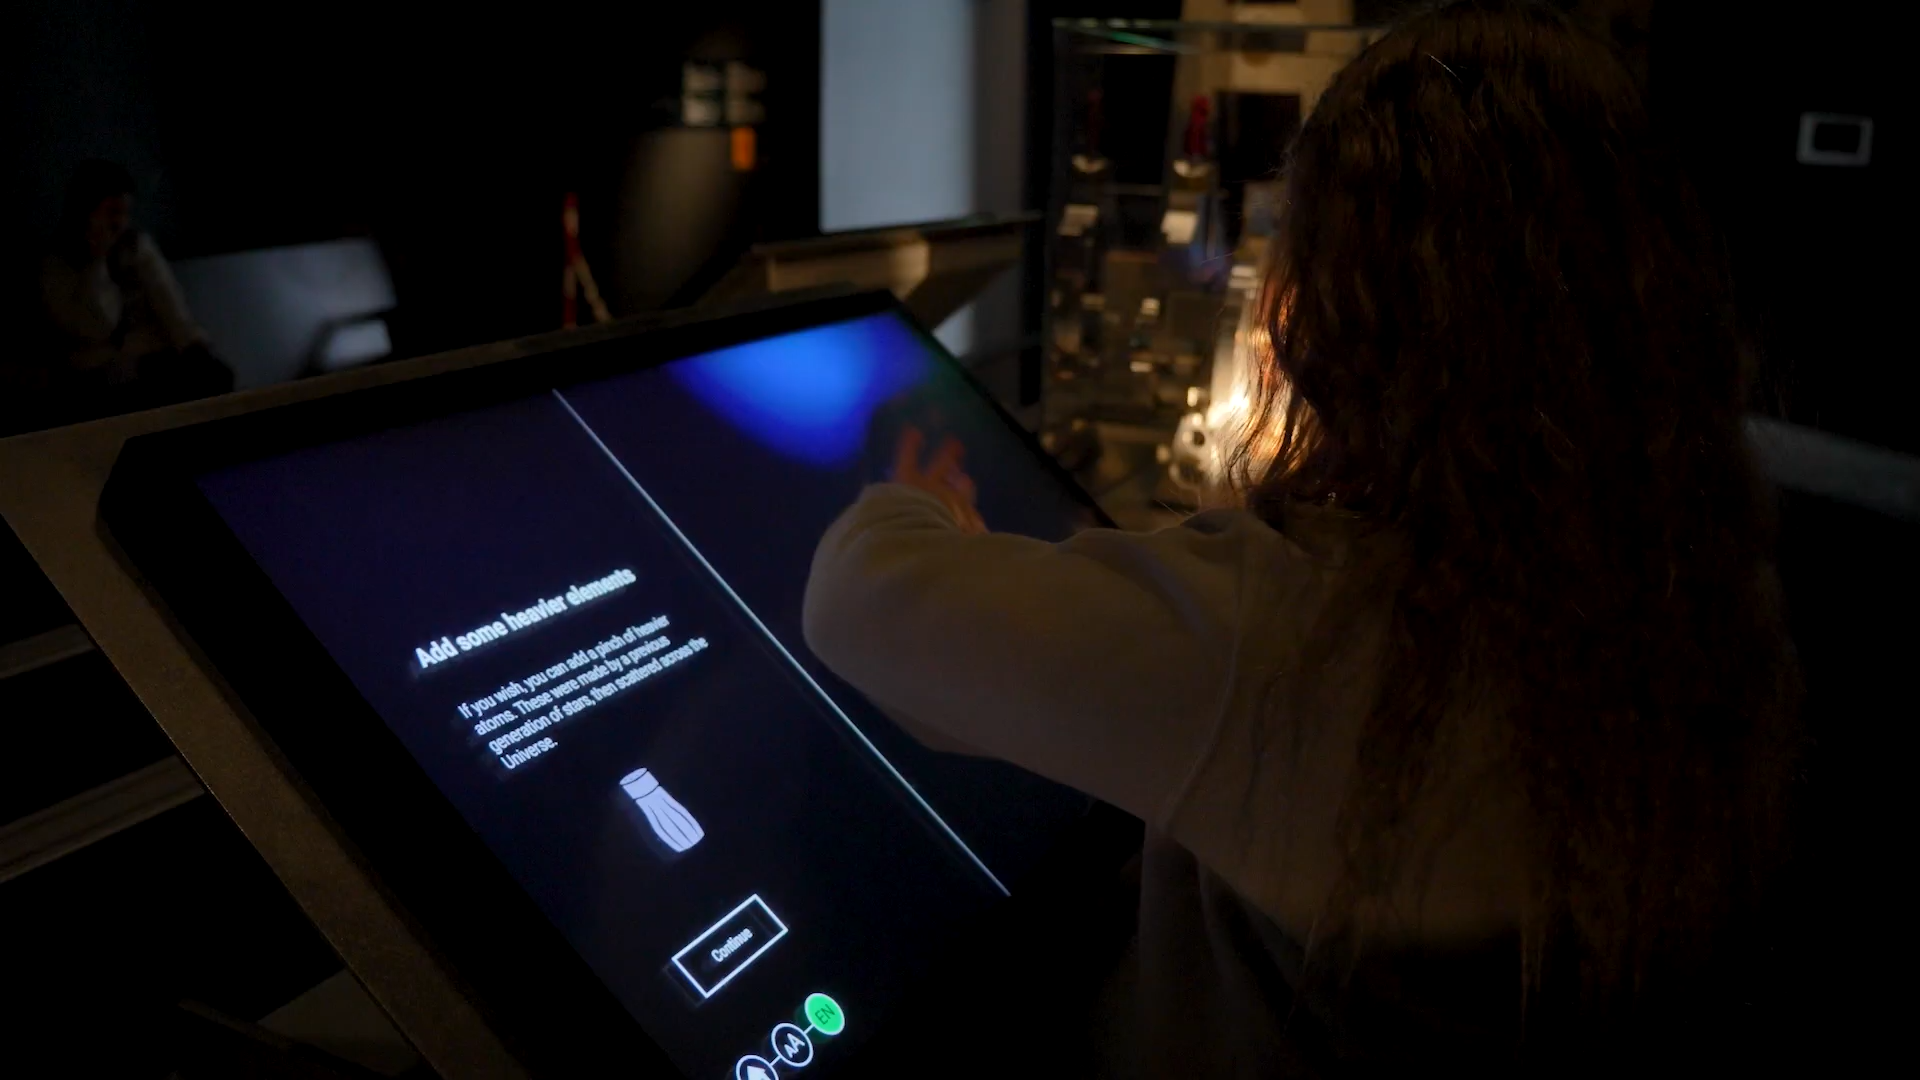 Add some heavier elements
If you wish, you can add a pinch of heavier
atoms. These were made by a previous
generation of stars, then scattered across the
Universe.
Continue
EN
AA